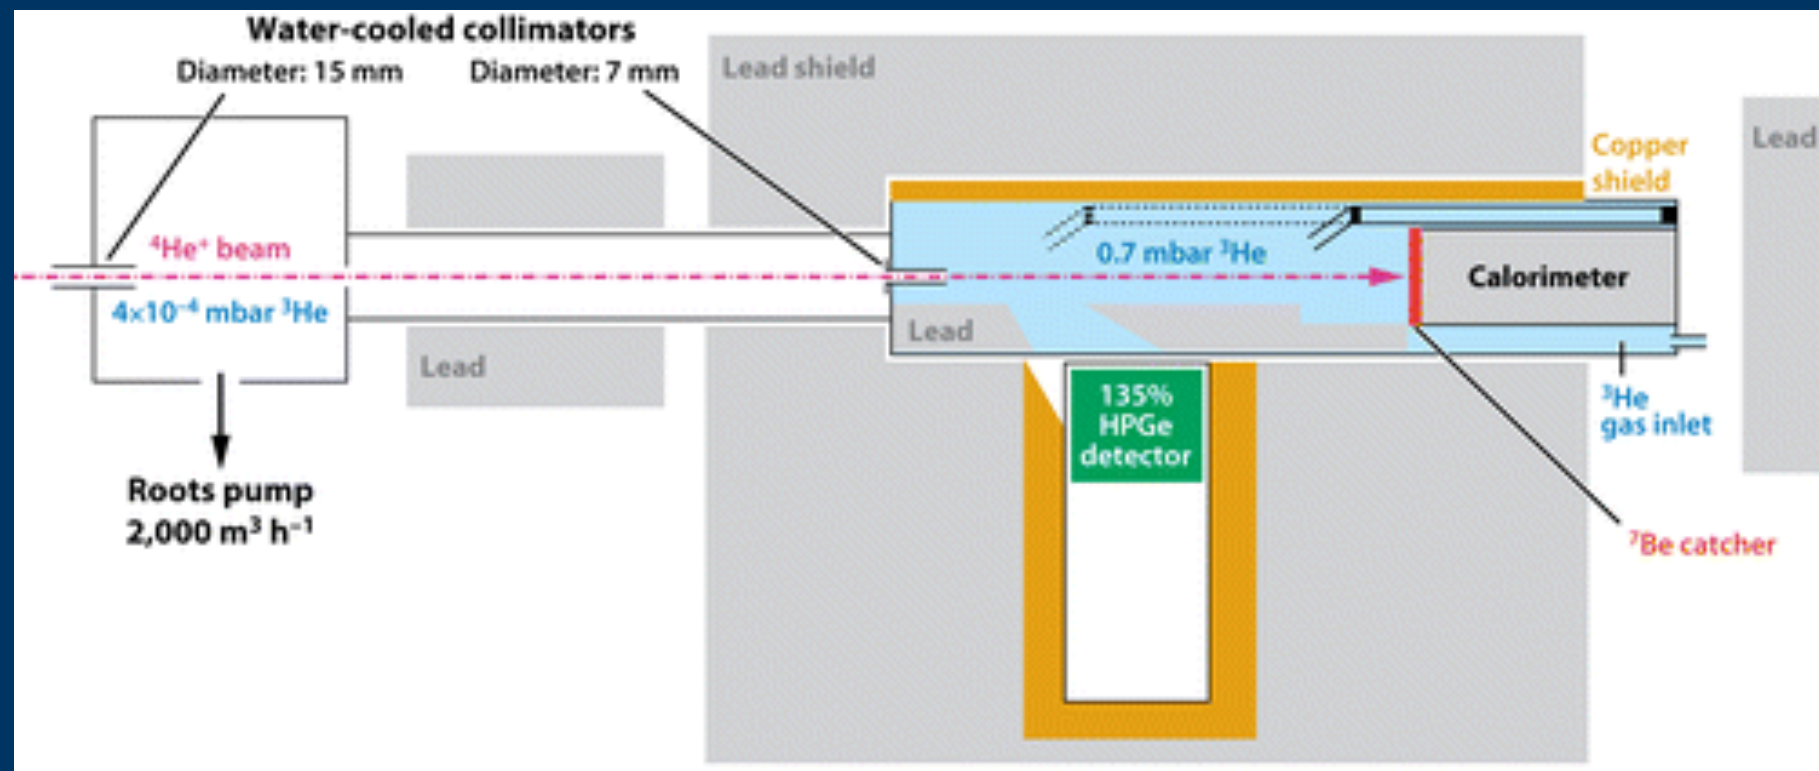 Water-cooled collimators
Diameter: 15 mm
Diameter: 7 mm
Lead shield
Copper
shield
Lead
⁴He⁺ beam
4×10⁻⁴ mbar ³He
0.7 mbar ³He
Calorimeter
Lead
Lead
135%
HPGe
detector
³He
gas inlet
Roots pump
2,000 m³ h⁻¹
⁷Be catcher